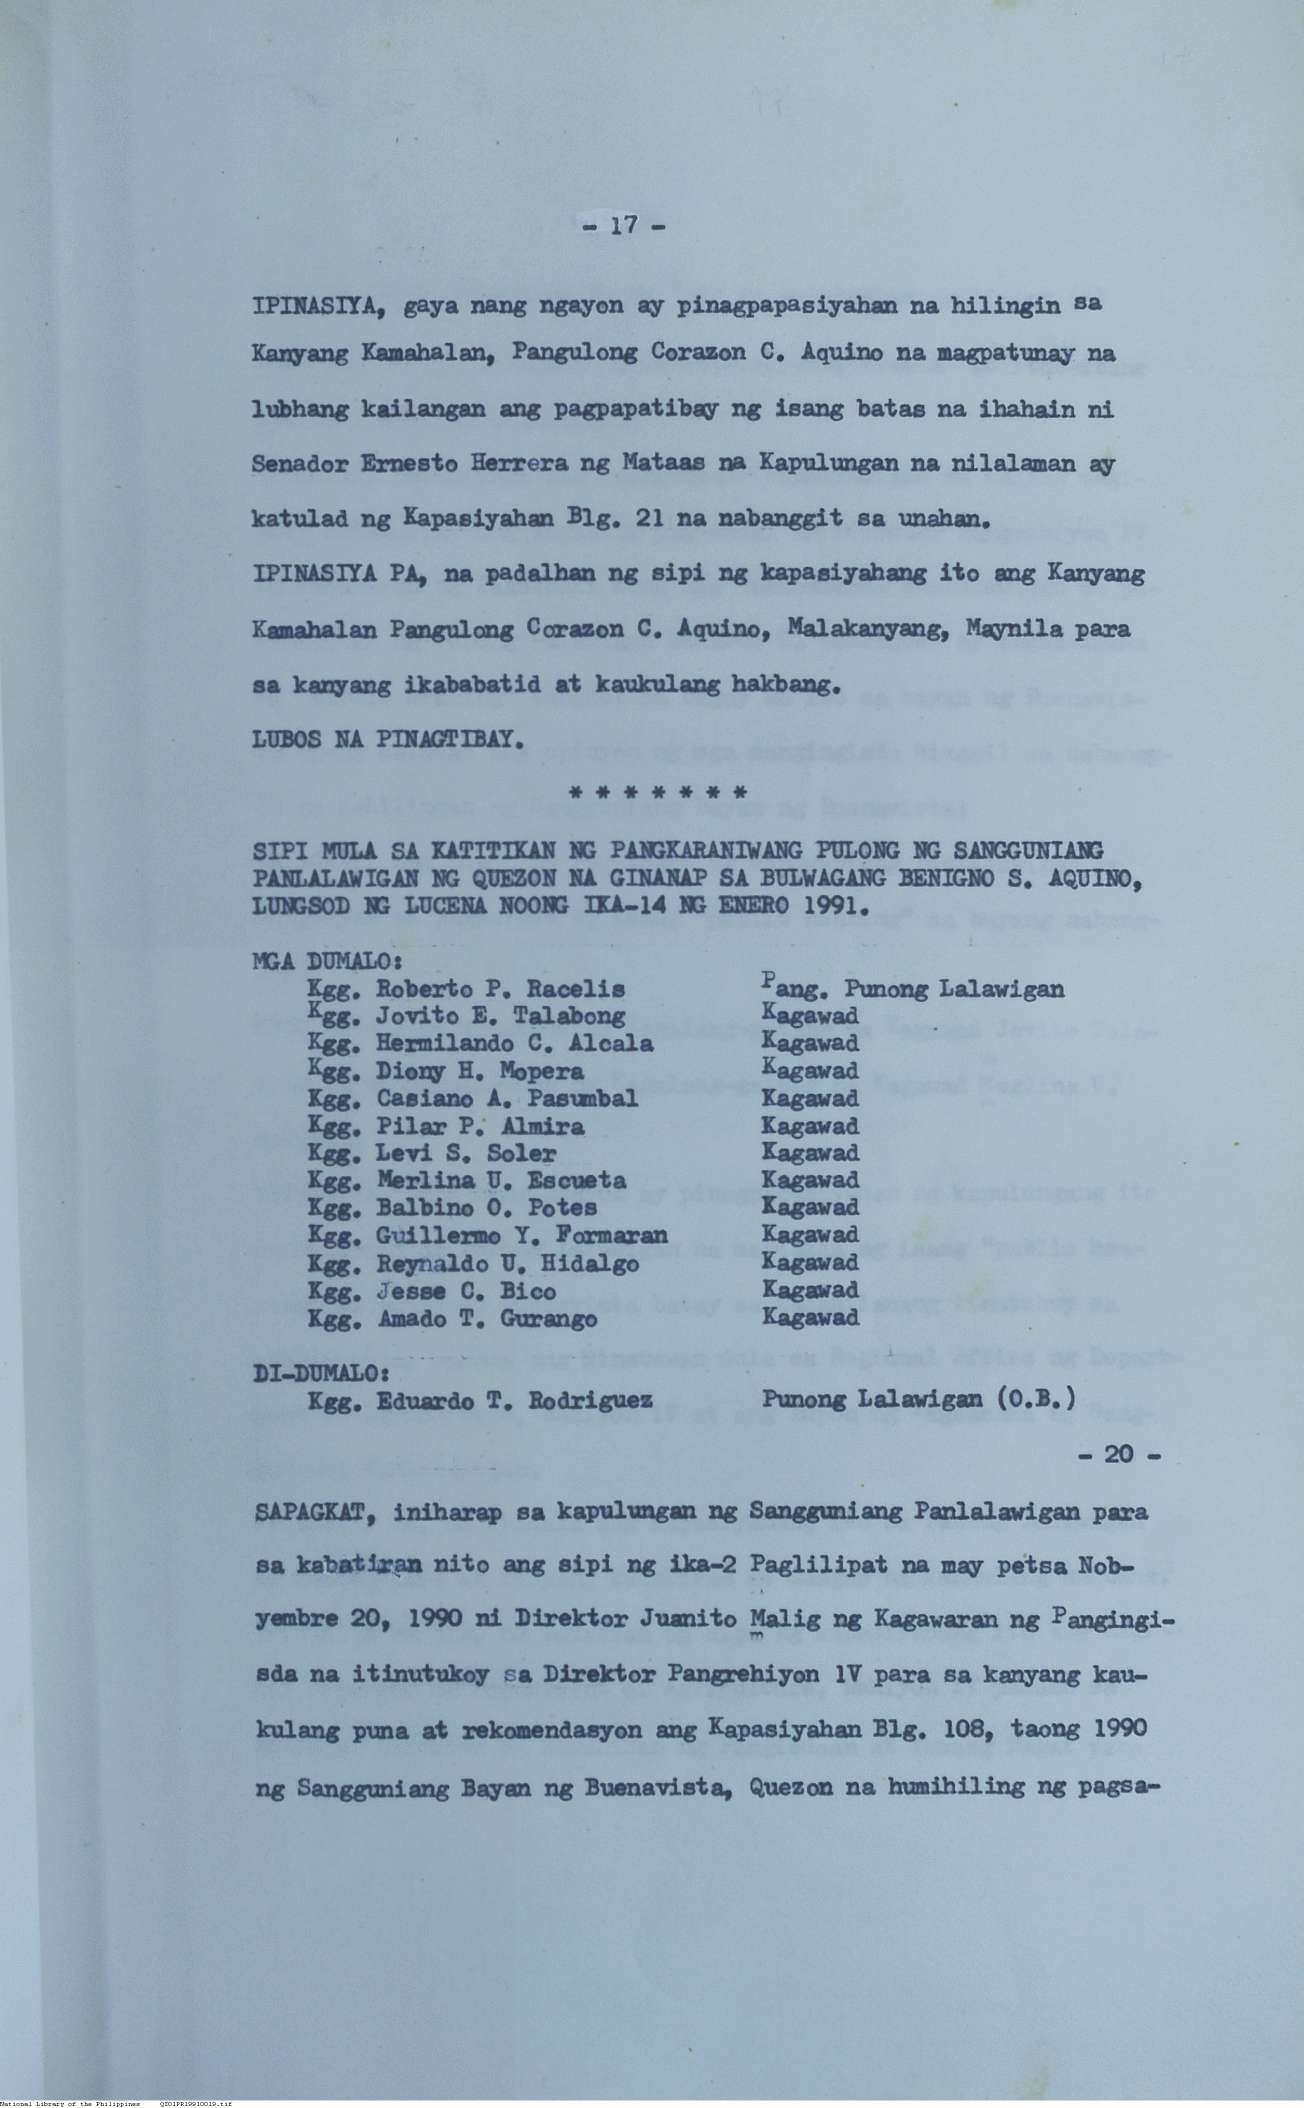 - 17 -
IPINASIYA, gaya nang ngayon ay pinagpapasiyahan na hilingin sa
Kanyang Kamahalan, Pangulong Corazon C. Aquino na magpatunay na
lubhang kailangan ang pagpapatibay ng isang batas na ihahain ni
Senador Ernesto Herrera ng Mataas na Kapulungan na nilalaman ay
katulad ng Kapasiyahan Blg. 21 na nabanggit sa unahan.
IPINASIYA PA, na padalhan ng sipi ng kapasiyahang ito ang Kanyang
Kamahalan Pangulong Corazon C. Aquino, Malakanyang, Maynila para
sa kanyang ikababatid at kaukulang hakbang.
LUBOS NA PINAGTIBAY.
* * * * * * *
SIPI MULA SA KATITIKAN NG PANGKARANIWANG PULONG NG SANGGUNIANG
PANLALAWIGAN NG QUEZON NA GINANAP SA BULWAGANG BENIGNO S. AQUINO,
LUNGSOD NG LUCENA NOONG IKA-14 NG ENERO 1991.
MGA DUMALO:
Kgg. Roberto P. Racelis Pang. Punong Lalawigan
Kgg. Jovito E. Talabong Kagawad
Kgg. Hermilando C. Alcala Kagawad
Kgg. Diony H. Mopera Kagawad
Kgg. Casiano A. Pasumbal Kagawad
Kgg. Pilar P. Almira Kagawad
Kgg. Levi S. Soler Kagawad
Kgg. Merlina U. Escueta Kagawad
Kgg. Balbino O. Potes Kagawad
Kgg. Guillermo Y. Formaran Kagawad
Kgg. Reynaldo U. Hidalgo Kagawad
Kgg. Jesse C. Bico Kagawad
Kgg. Amado T. Gurango Kagawad
DI-DUMALO:
Kgg. Eduardo T. Rodriguez Punong Lalawigan (O.B.)
- 20 -
SAPAGKAT, iniharap sa kapulungan ng Sangguniang Panlalawigan para
sa kabatiran nito ang sipi ng ika-2 Paglilipat na may petsa Nob-
yembre 20, 1990 ni Direktor Juanito Malig ng Kagawaran ng Pangingi-
sda na itinutukoy sa Direktor Pangrehiyon 1V para sa kanyang kau-
kulang puna at rekomendasyon ang Kapasiyahan Blg. 108, taong 1990
ng Sangguniang Bayan ng Buenavista, Quezon na humihiling ng pagsa-
National Library of the Philippines QZ01PR19910019.tif